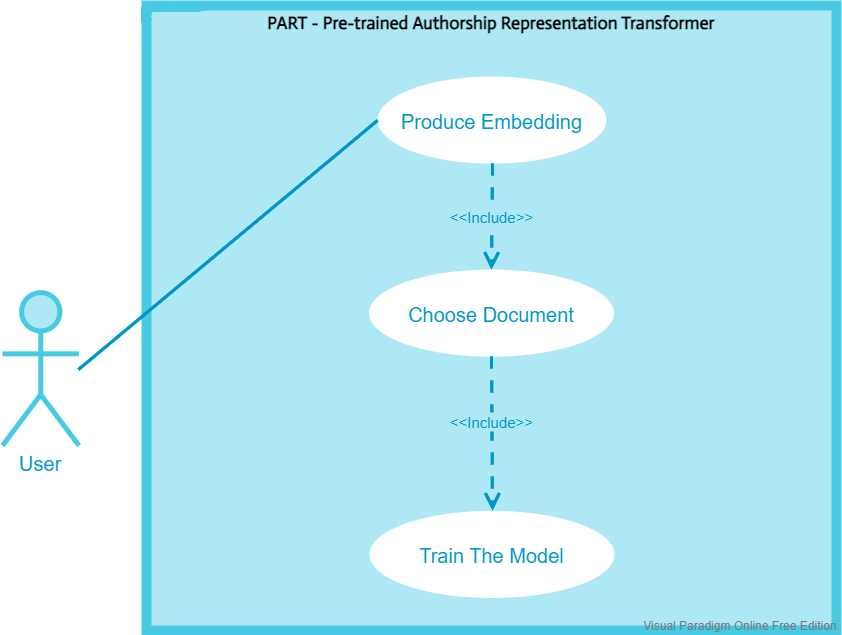 PART - Pre-trained Authorship Representation Transformer
Produce Embedding
<<Include>>
Choose Document
<<Include>>
User
Train The Model
Visual Paradigm Online Free Edition